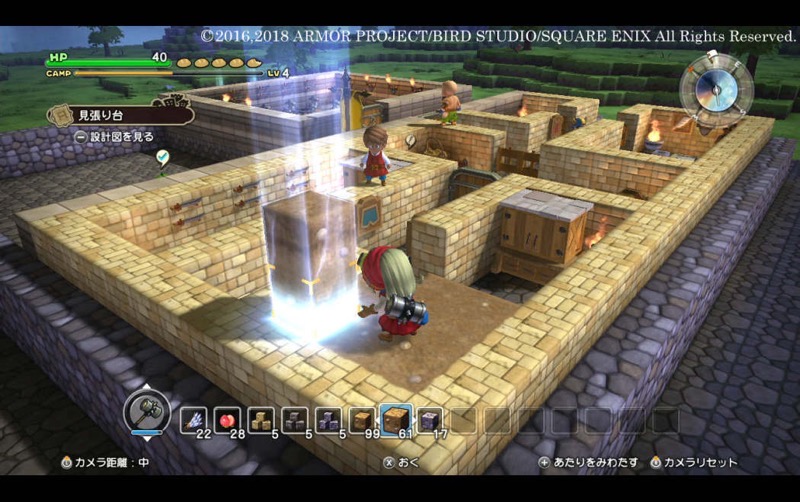 ©2016,2018 ARMOR PROJECT/BIRD STUDIO/SQUARE ENIX All Rights Reserved.
HP 40
CAMP LV 4
見張り台
設計図を見る
22 28 5 5 5 99 61 17
カメラ距離：中 Ⓧおく ⊕あたりをみわたす カメラリセット